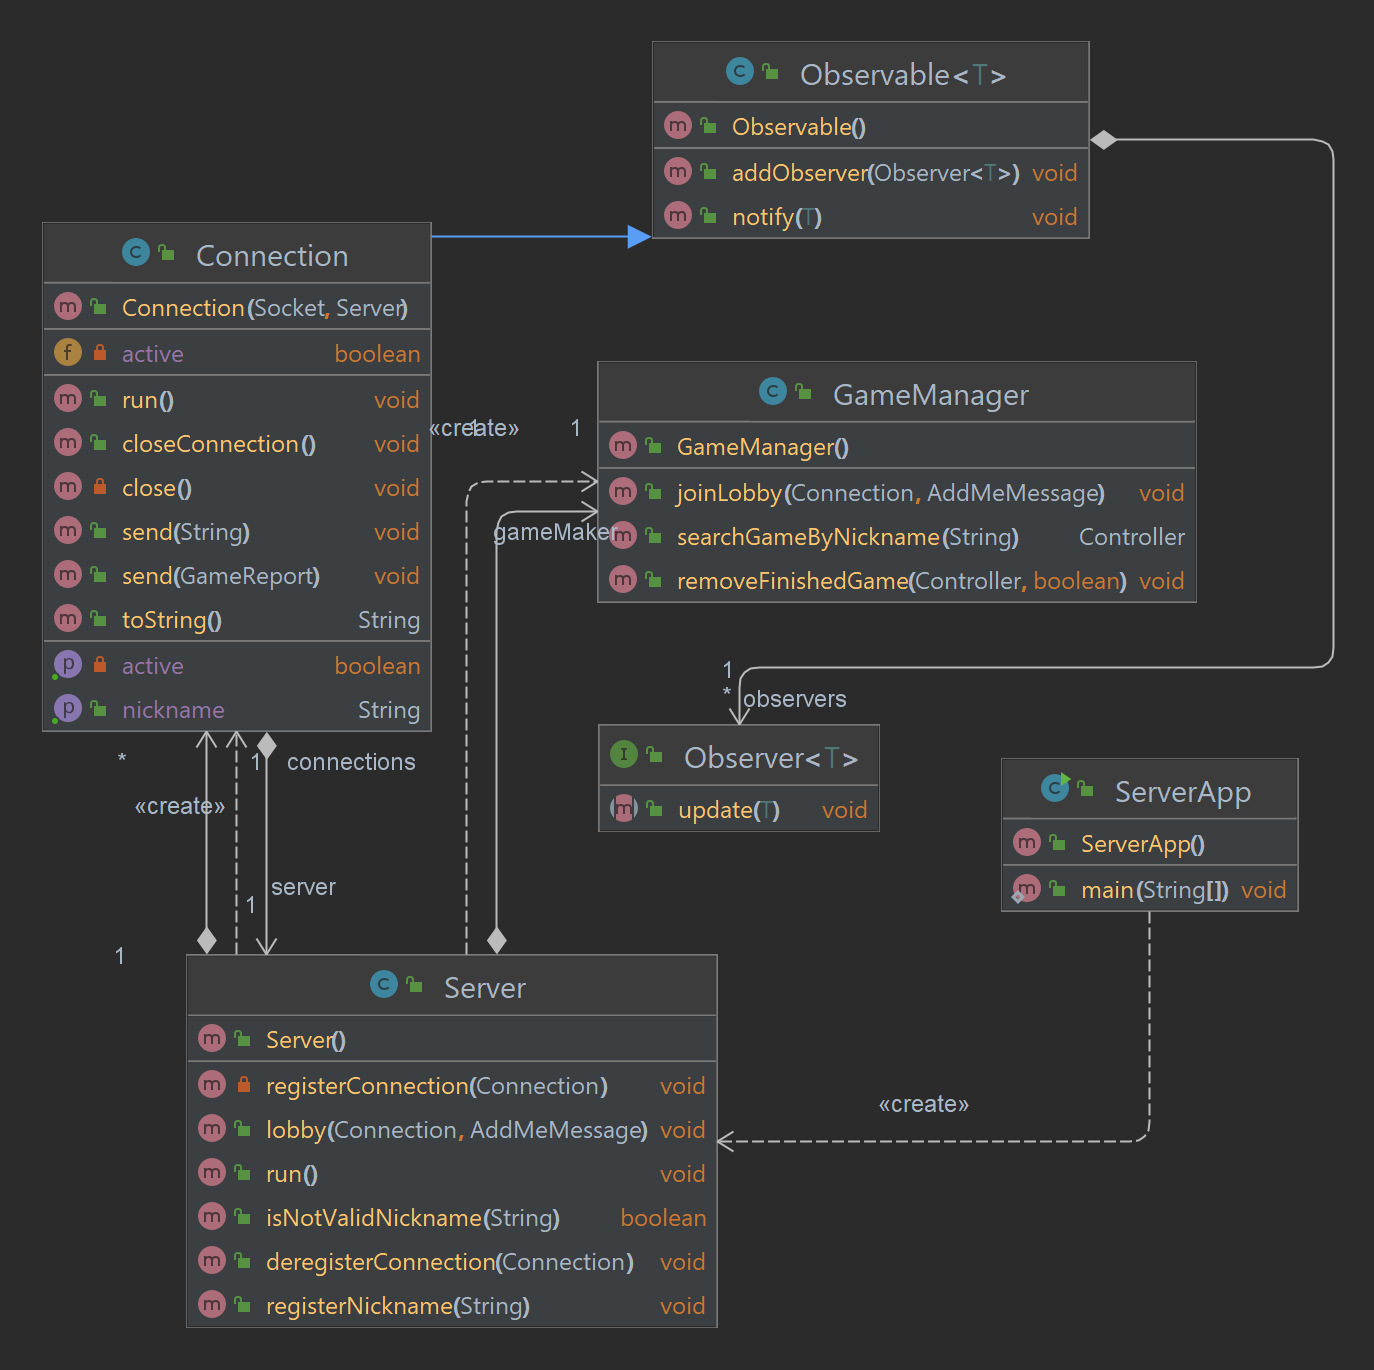 Observable<T>
Observable()
addObserver(Observer<T>) void
notify(T) void
Connection
Connection(Socket, Server)
active boolean
run() void
closeConnection() void
close() void
send(String) void
send(GameReport) void
toString() String
active boolean
nickname String
«create»
1
1
GameManager
GameManager()
joinLobby(Connection, AddMeMessage) void
searchGameByNickname(String) Controller
removeFinishedGame(Controller, boolean) void
gameMaker
1
* observers
Observer<T>
update(T) void
* 1 connections
«create»
server
1
1
ServerApp
ServerApp()
main(String[]) void
«create»
Server
Server()
registerConnection(Connection) void
lobby(Connection, AddMeMessage) void
run() void
isNotValidNickname(String) boolean
deregisterConnection(Connection) void
registerNickname(String) void